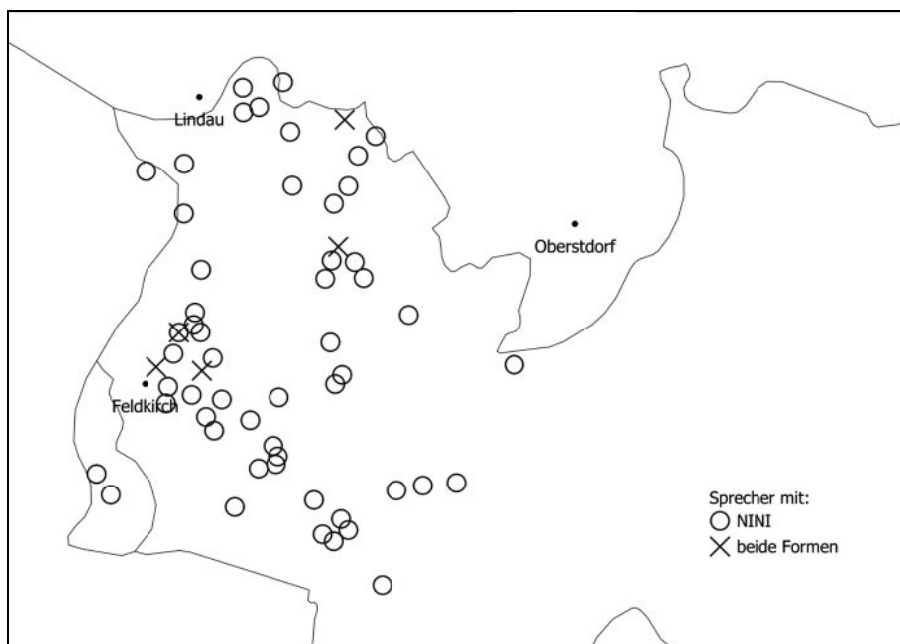 Lindau
Oberstdorf
Feldkirch
Sprecher mit:
NINI
beide Formen